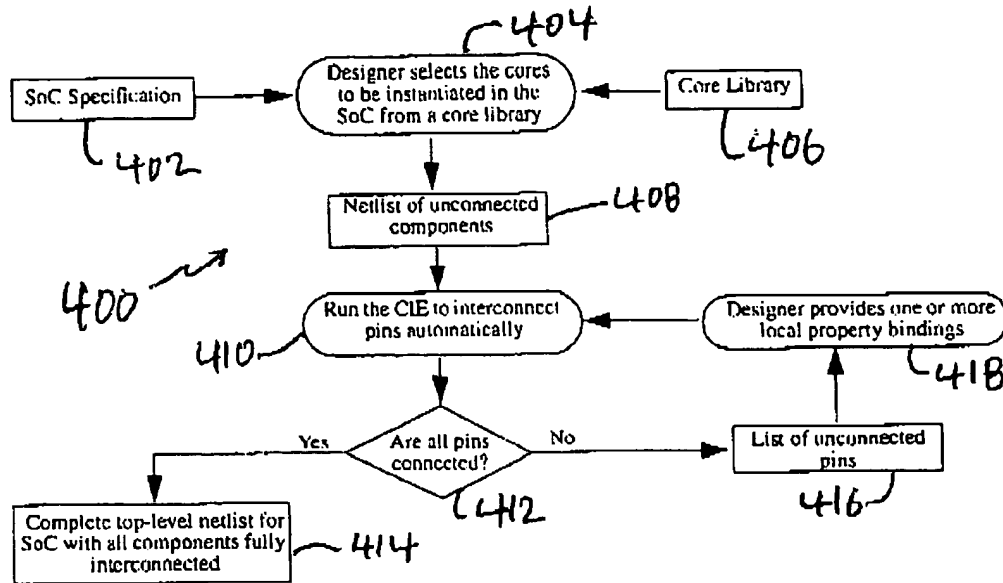 404
Designer selects the cores
to be instantiated in the
SoC from a core library
SoC Specification
402
Core Library
406
Netlist of unconnected
components
408
400
Run the CIE to interconnect
pins automatically
410
Designer provides one or more
local property bindings
418
Are all pins
connected?
412
Yes
No
List of unconnected
pins
416
Complete top-level netlist for
SoC with all components fully
interconnected
414